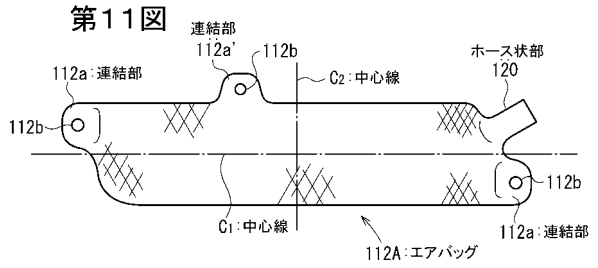 第11図
連結部
112a'
112b
C₂:中心線
ホース状部
120
112a:連結部
112b
112b
C₁:中心線
112a:連結部
112A:エアバッグ